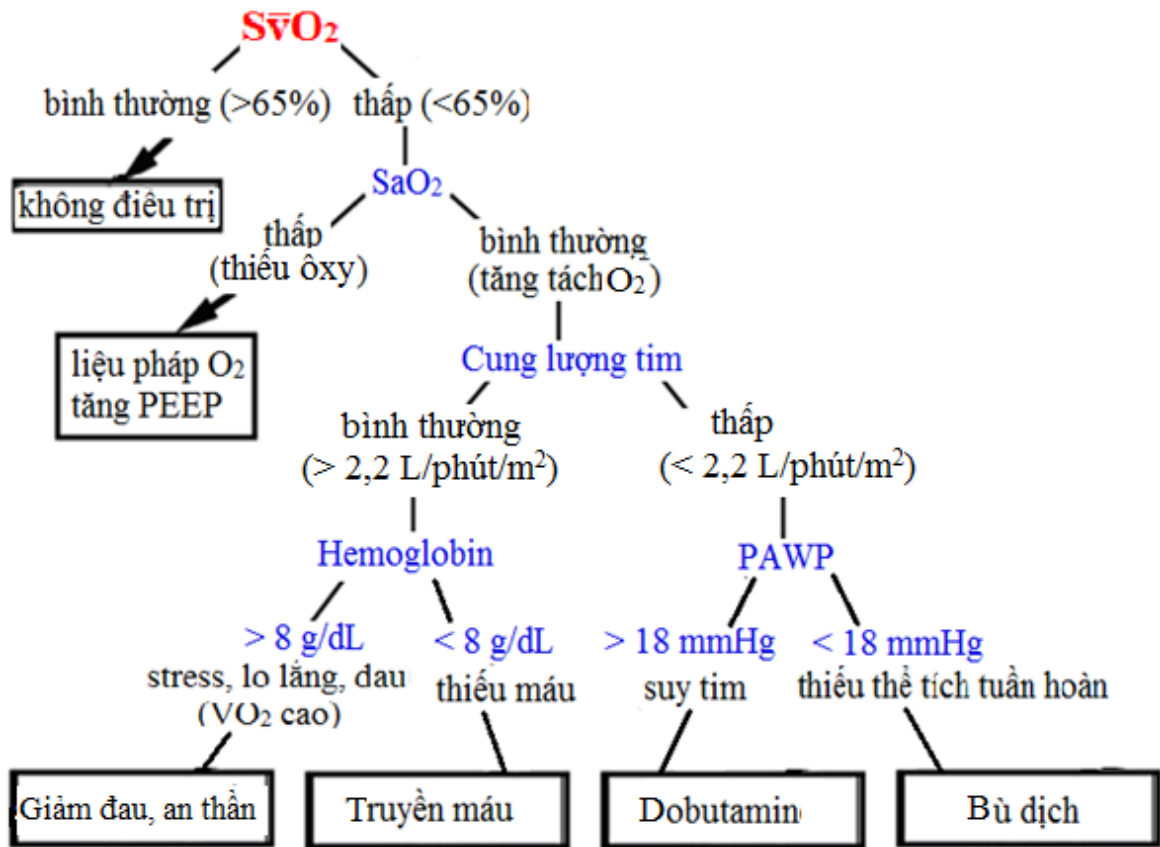 Sv̄O₂
bình thường (>65%) thấp (<65%)
không điều trị
SaO₂
thấp
(thiếu ôxy)
bình thường
(tăng tách O₂)
liệu pháp O₂
tăng PEEP
Cung lượng tim
bình thường
(> 2,2 L/phút/m²)
thấp
(< 2,2 L/phút/m²)
Hemoglobin
PAWP
> 8 g/dL
stress, lo lắng, đau
(VO₂ cao)
< 8 g/dL
thiếu máu
> 18 mmHg
suy tim
< 18 mmHg
thiếu thể tích tuần hoàn
Giảm đau, an thần
Truyền máu
Dobutamine
Bù dịch